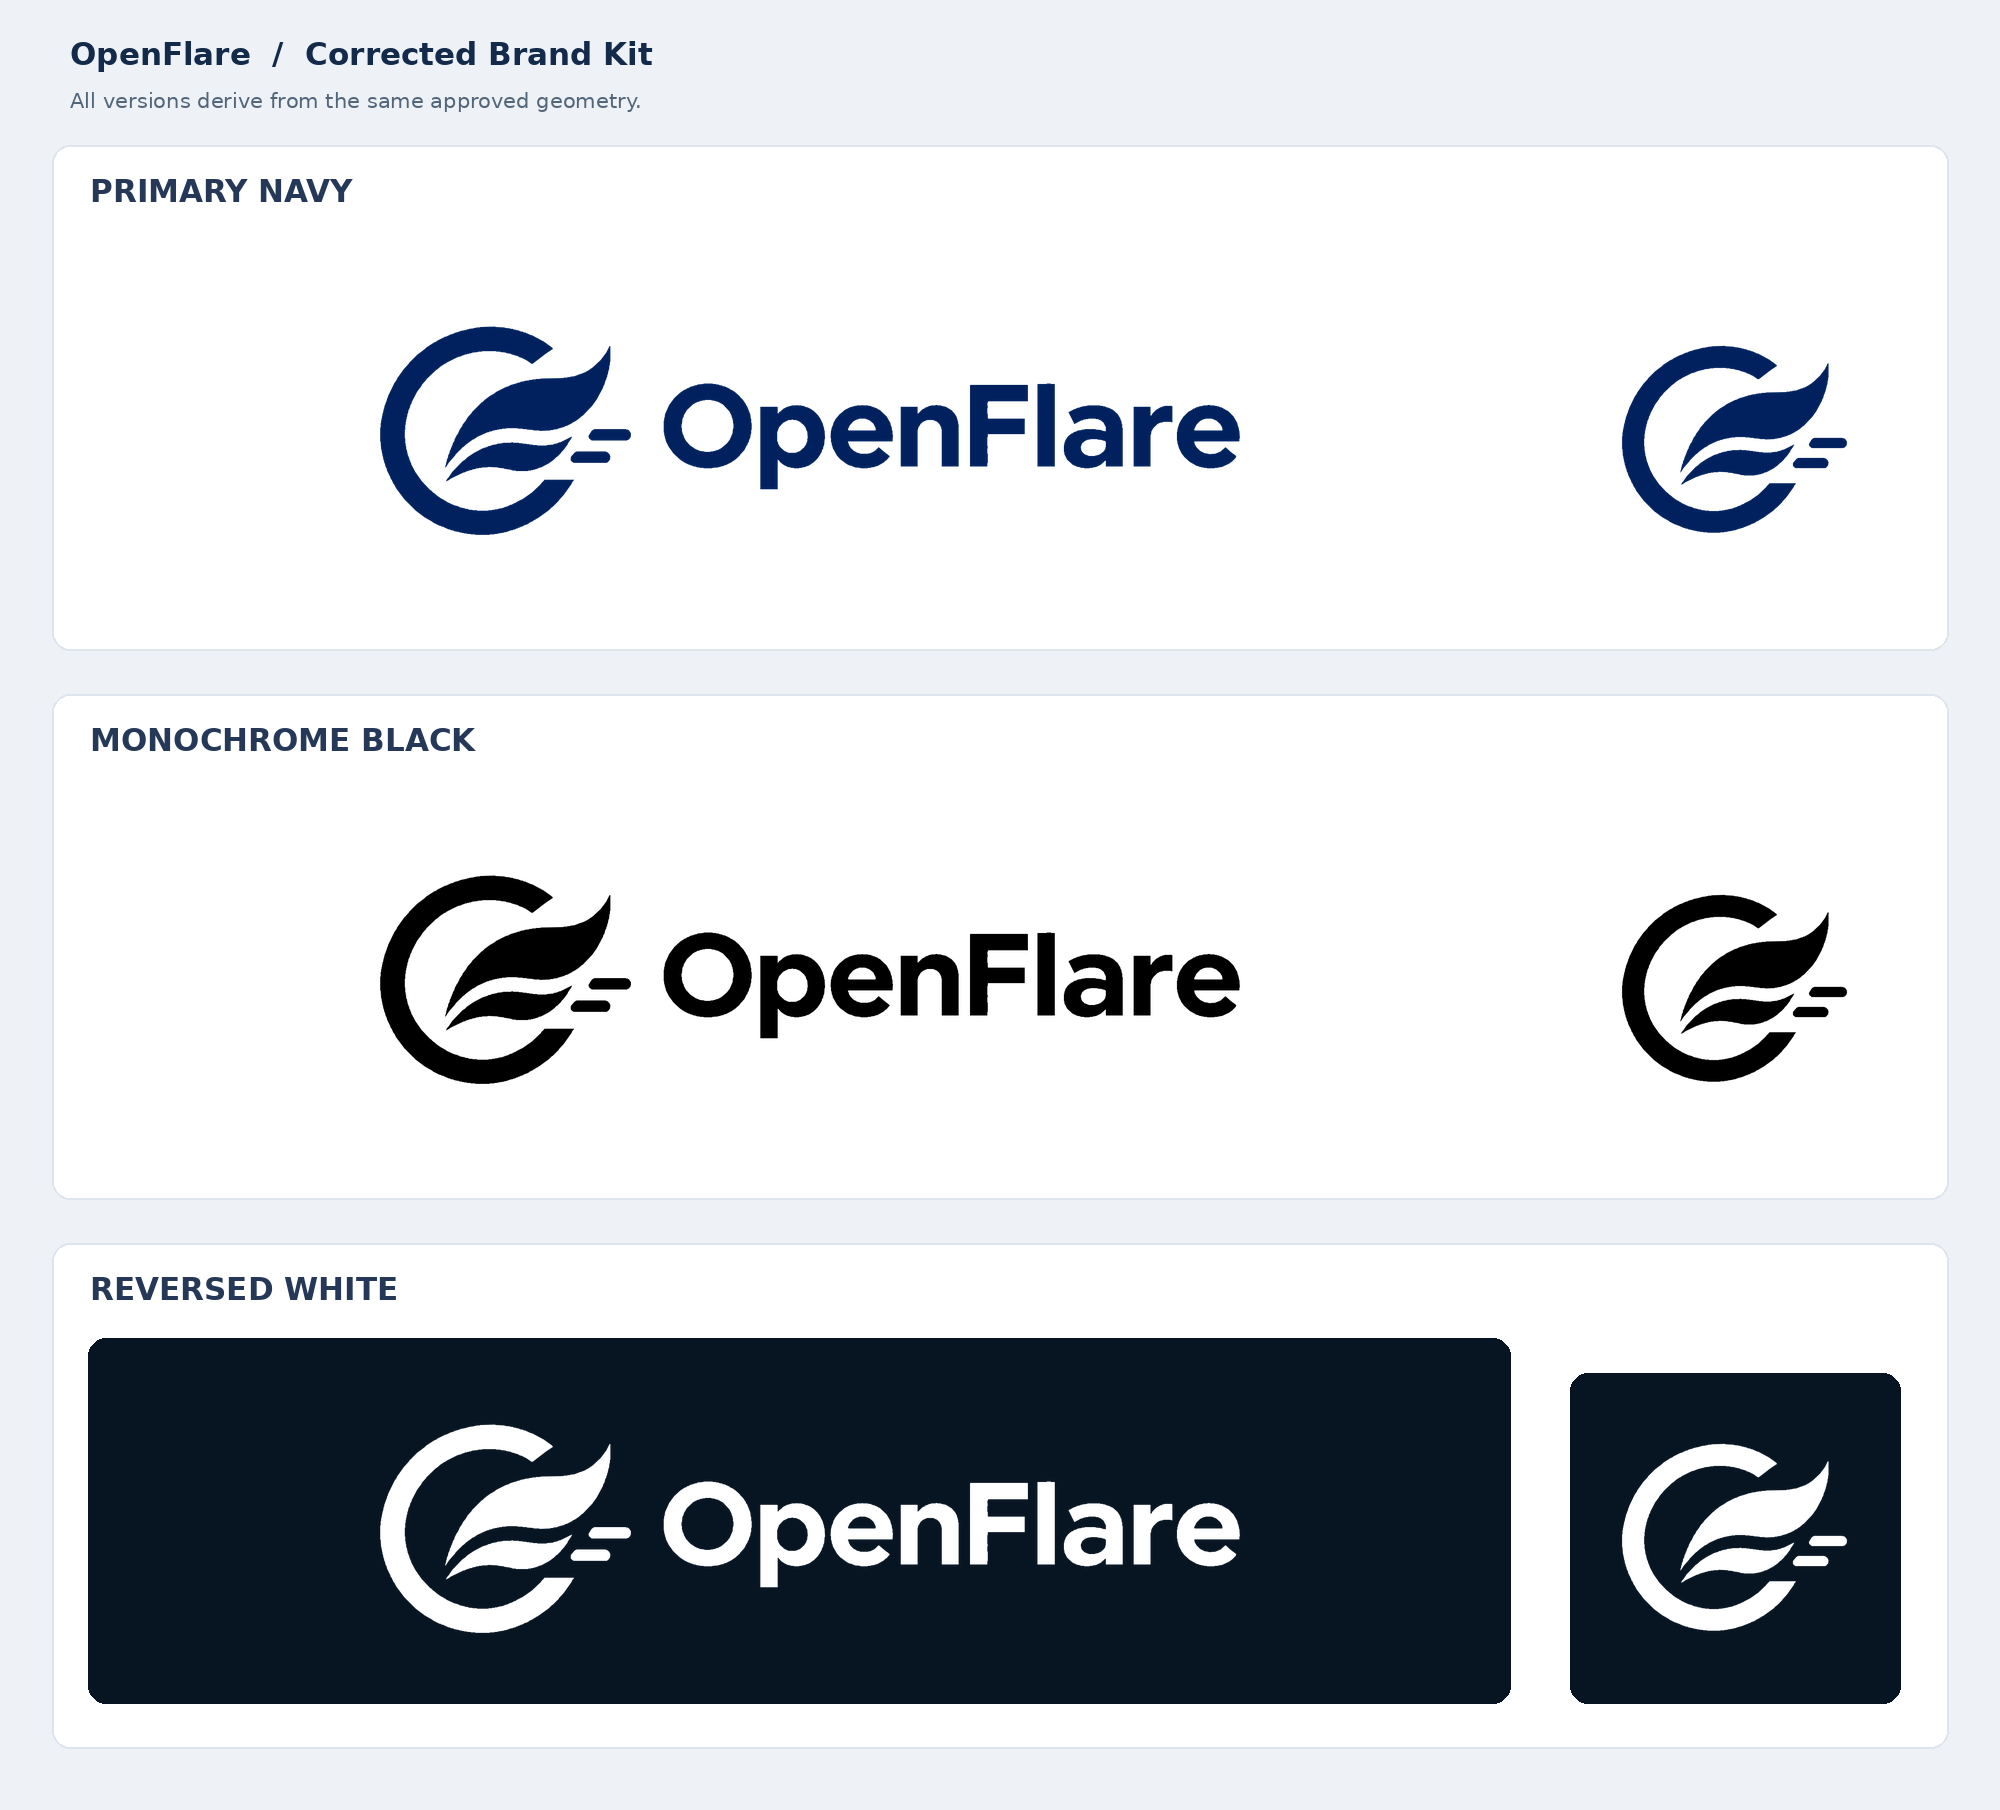 OpenFlare / Corrected Brand Kit
All versions derive from the same approved geometry.
PRIMARY NAVY
OpenFlare
MONOCHROME BLACK
OpenFlare
REVERSED WHITE
OpenFlare